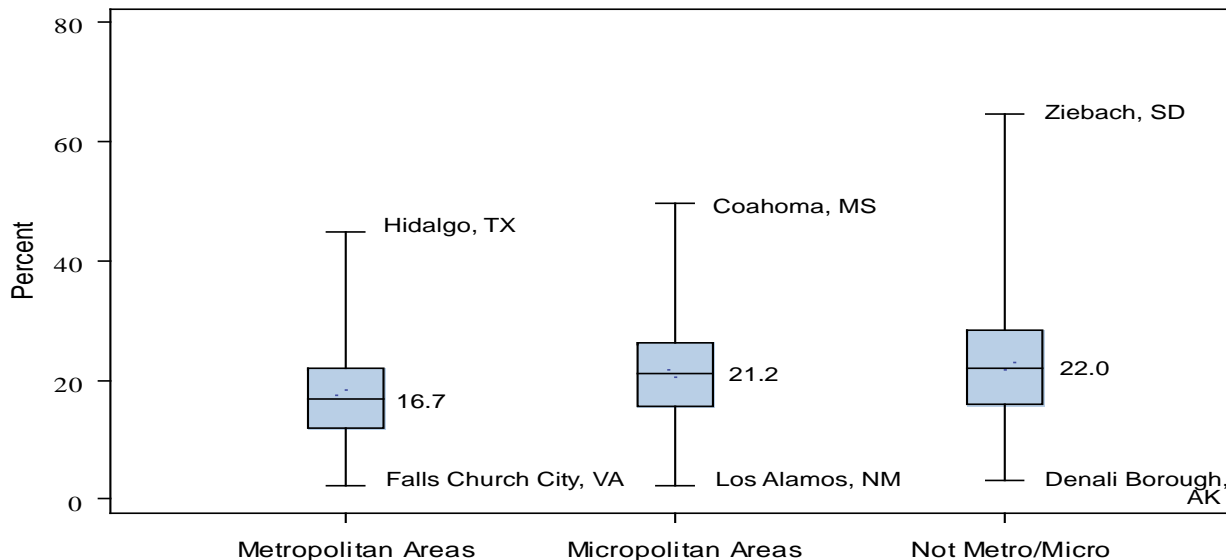 80
60
40
20
0
Percent
Ziebach, SD
Hidalgo, TX
Coahoma, MS
16.7
21.2
22.0
Falls Church City, VA
Los Alamos, NM
Denali Borough,
AK
Metropolitan Areas
Micropolitan Areas
Not Metro/Micro